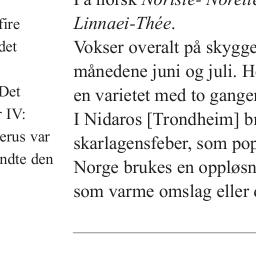 fire
det
Det
IV:
erus var
ndte den
På norsk Noriste- Norelle
Linnaei-Thée.
Vokser overalt på skygge
månedene juni og juli. H
en varietet med to ganger
I Nidaros [Trondheim] br
skarlagensfeber, som pop
Norge brukes en oppløsn
som varme omslag eller